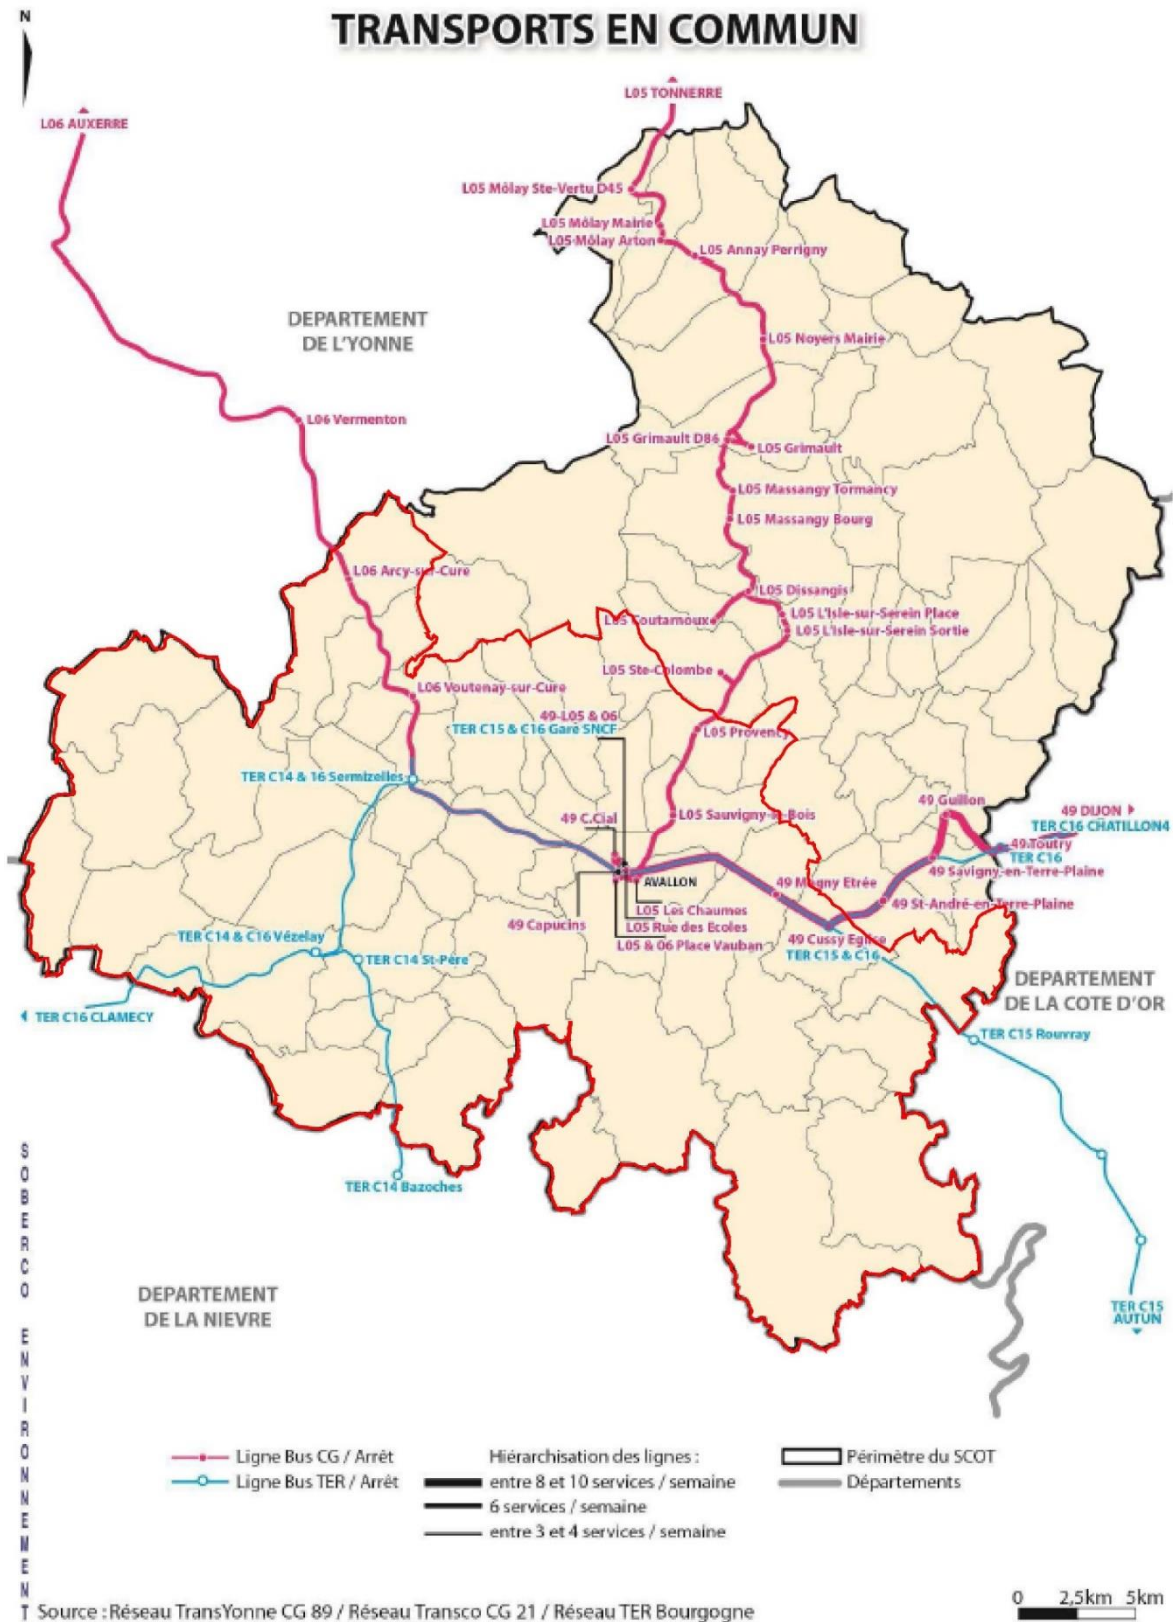 N
TRANSPORTS EN COMMUN
L05 TONNERRE
L06 AUXERRE
L05 Môlay Ste-Vertu D45
L05 Môlay Mairie
L05 Môlay Arton
L05 Annay Perrigny
DEPARTEMENT
DE L'YONNE
L05 Noyers Mairie
L06 Vermenton
L05 Grimault D86
L05 Grimault
L05 Massangy Tormancy
L05 Massangy Bourg
L06 Arcy-sur-Cure
L05 Dissangis
L05 L'Isle-sur-Serein Place
L05 Coutarnoux
L05 L'Isle-sur-Serein Sortie
L05 Ste-Colombe
L06 Voutenay-sur-Cure
49-L05 & 06
TER C15 & C16 Gare SNCF
L05 Provency
TER C14 & 16 Sermizelles
49 Guillon
49 DIJON
49 C.Cial
L05 Sauvigny-le-Bois
TER C16 CHATILLON4
49 Toutry
TER C16
49 Savigny-en-Terre-Plaine
AVALLON
49 Magny Etrée
49 St-André-en-Terre-Plaine
L05 Les Chaumes
49 Capucins
L05 Rue des Ecoles
L05 & 06 Place Vauban
49 Cussy Eglise
TER C15 & C16
TER C14 & C16 Vézelay
TER C14 St-Père
DEPARTEMENT
DE LA COTE D'OR
TER C16 CLAMECY
TER C15 Rouvray
TER C14 Bazoches
DEPARTEMENT
DE LA NIEVRE
TER C15
AUTUN
SOBERCO ENVIRONNEMENT
Ligne Bus CG / Arrêt
Ligne Bus TER / Arrêt
Hiérarchisation des lignes :
entre 8 et 10 services / semaine
6 services / semaine
entre 3 et 4 services / semaine
Périmètre du SCOT
Départements
0 2,5km 5km
Source : Réseau TransYonne CG 89 / Réseau Transco CG 21 / Réseau TER Bourgogne